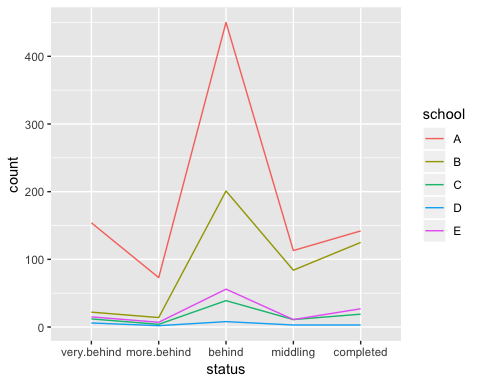 count
400
300
200
100
0
very.behind more.behind behind middling completed
status
school
A
B
C
D
E